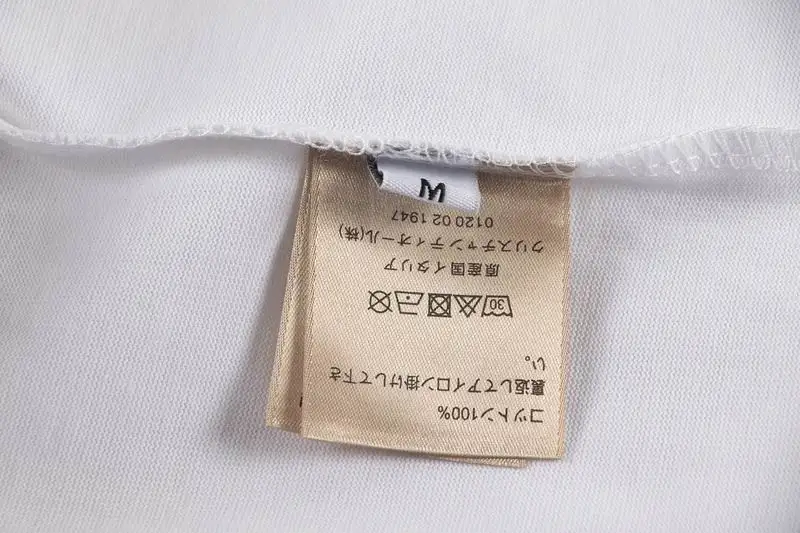 コットン100%
裏返してアイロン掛けして下さ
い。
30
原産国イタリア
クリスチャンディオール(株)
0120 02 1947
M